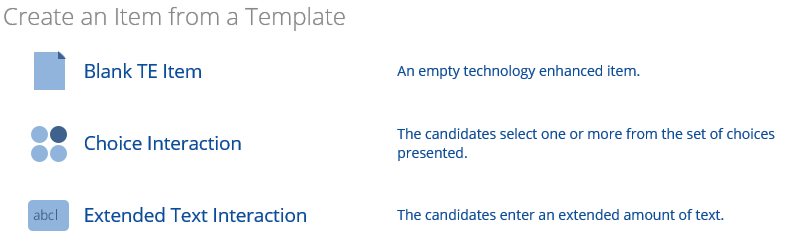 Create an Item from a Template
Blank TE Item
An empty technology enhanced item.
Choice Interaction
The candidates select one or more from the set of choices
presented.
abcl
Extended Text Interaction
The candidates enter an extended amount of text.